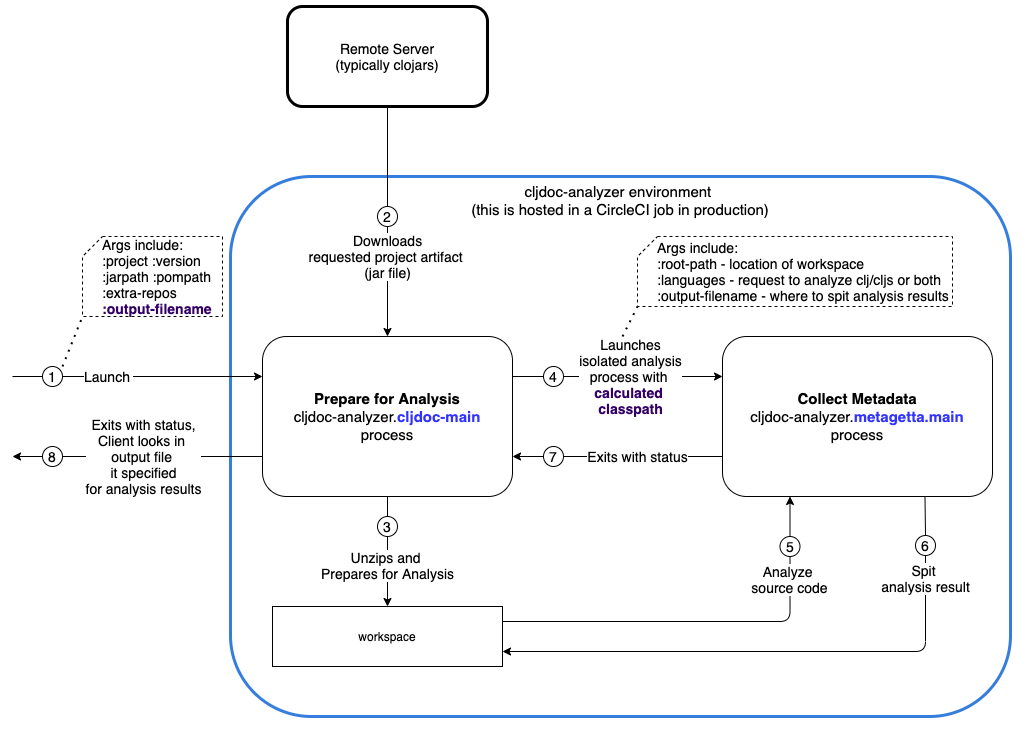 Remote Server
(typically clojars)
cljdoc-analyzer environment
(this is hosted in a CircleCI job in production)
2
Downloads
requested project artifact
(jar file)
Args include:
:project :version
:jarpath :pompath
:extra-repos
:output-filename
Args include:
:root-path - location of workspace
:languages - request to analyze clj/cljs or both
:output-filename - where to spit analysis results
1
Launch
Prepare for Analysis
cljdoc-analyzer.cljdoc-main
process
4
Launches
isolated analysis
process with
calculated
classpath
Collect Metadata
cljdoc-analyzer.metagetta.main
process
8
Exits with status,
Client looks in
output file
it specified
for analysis results
7
Exits with status
3
Unzips and
Prepares for Analysis
5
Analyze
source code
6
Spit
analysis result
workspace